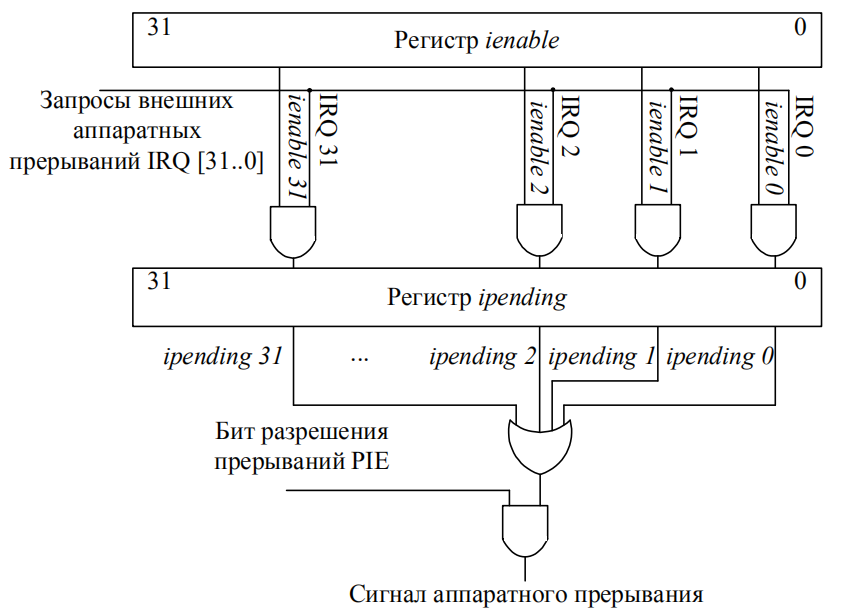 31
0
Регистр ienable
Запросы внешних
аппаратных
прерываний IRQ [31..0]
ienable 31
IRQ 31
ienable 2
IRQ 2
ienable 1
IRQ 1
ienable 0
IRQ 0
31
0
Регистр ipending
ipending 31
...
ipending 2
ipending 1
ipending 0
Бит разрешения
прерываний PIE
Сигнал аппаратного прерывания